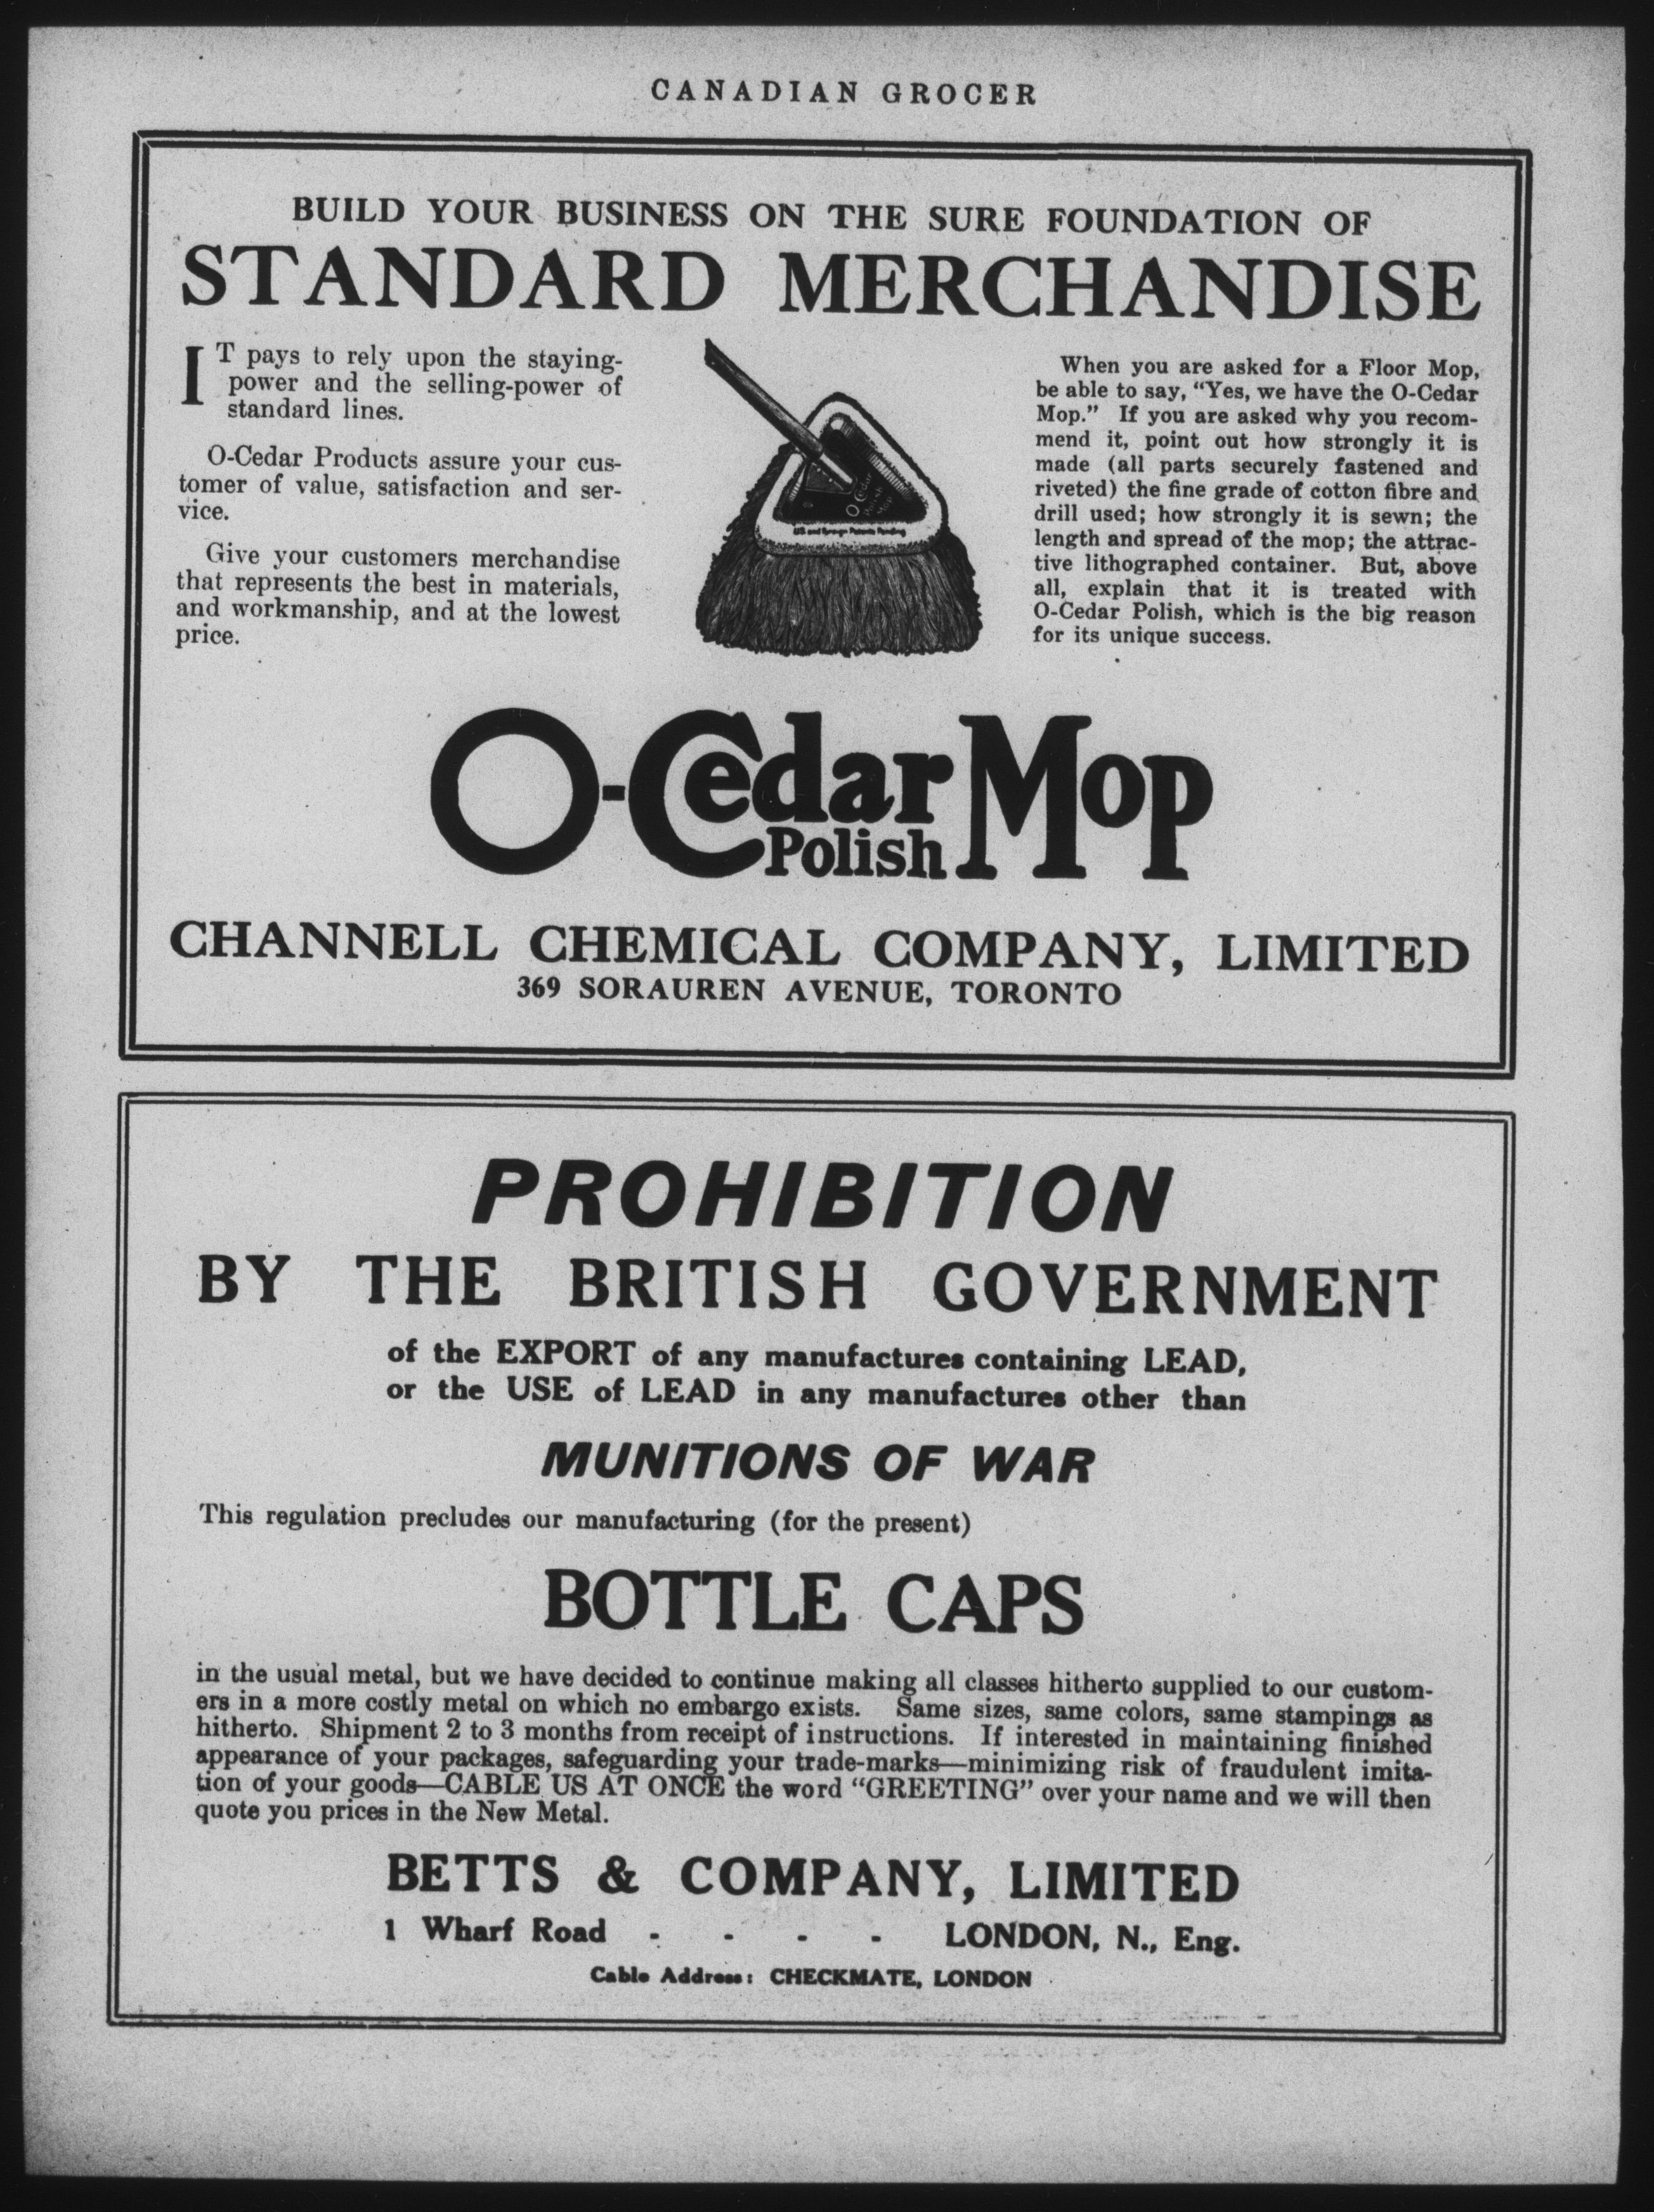 CANADIAN GROCER
BUILD YOUR BUSINESS ON THE SURE FOUNDATION OF
STANDARD MERCHANDISE
IT pays to rely upon the staying-
power and the selling-power of
standard lines.
O-Cedar Products assure your cus-
tomer of value, satisfaction and ser-
vice.
Give your customers merchandise
that represents the best in materials,
and workmanship, and at the lowest
price.
O Cedar
Polish
Mop
US and foreign Patents Pending
When you are asked for a Floor Mop,
be able to say, “Yes, we have the O-Cedar
Mop.” If you are asked why you recom-
mend it, point out how strongly it is
made (all parts securely fastened and
riveted) the fine grade of cotton fibre and
drill used; how strongly it is sewn; the
length and spread of the mop; the attrac-
tive lithographed container. But, above
all, explain that it is treated with
O-Cedar Polish, which is the big reason
for its unique success.
O-Cedar Mop
Polish
CHANNELL CHEMICAL COMPANY, LIMITED
369 SORAUREN AVENUE, TORONTO
PROHIBITION
BY THE BRITISH GOVERNMENT
of the EXPORT of any manufactures containing LEAD,
or the USE of LEAD in any manufactures other than
MUNITIONS OF WAR
This regulation precludes our manufacturing (for the present)
BOTTLE CAPS
in the usual metal, but we have decided to continue making all classes hitherto supplied to our custom-
ers in a more costly metal on which no embargo exists. Same sizes, same colors, same stampings as
hitherto. Shipment 2 to 3 months from receipt of instructions. If interested in maintaining finished
appearance of your packages, safeguarding your trade-marks—minimizing risk of fraudulent imita-
tion of your goods—CABLE US AT ONCE the word “GREETING” over your name and we will then
quote you prices in the New Metal.
BETTS & COMPANY, LIMITED
1 Wharf Road - - - - LONDON, N., Eng.
Cable Address: CHECKMATE, LONDON